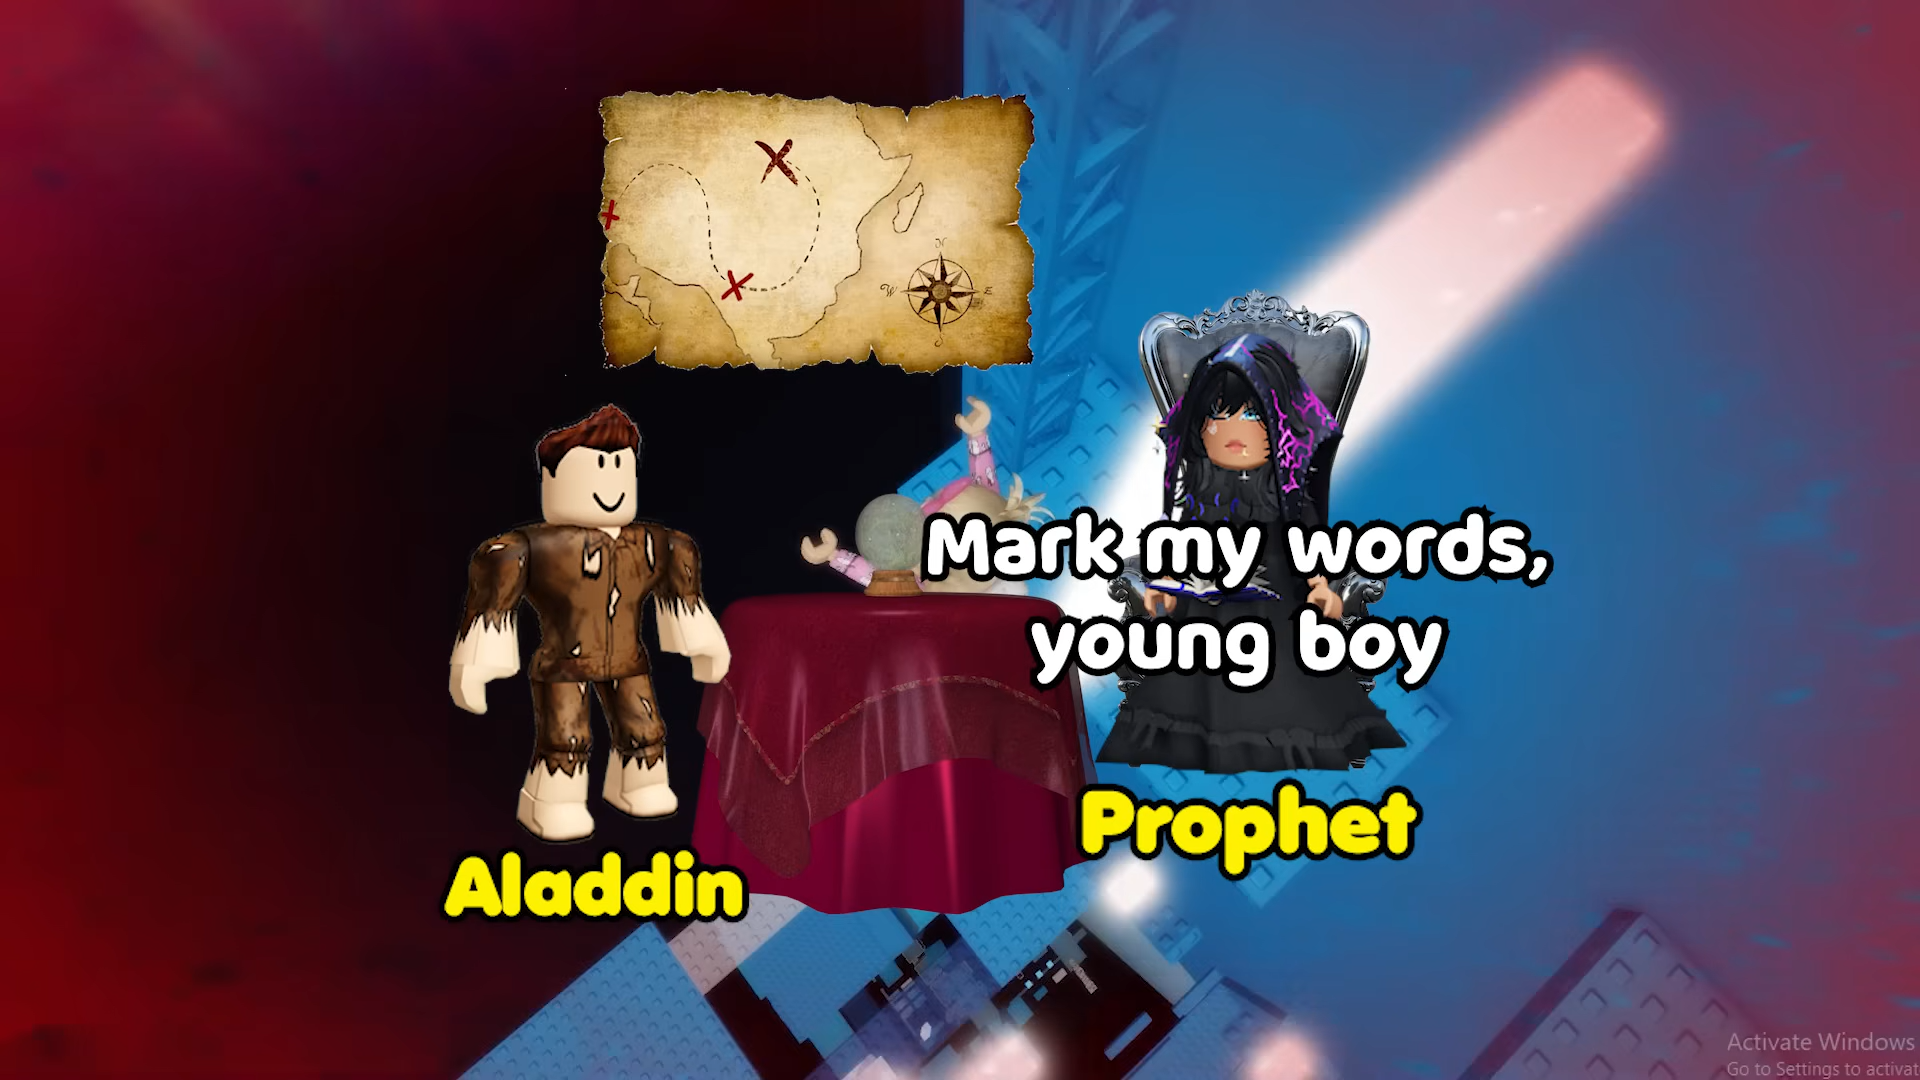 N
W E
Mark my words,
young boy
Prophet
Aladdin
Activate Windows
Go to Settings to activat